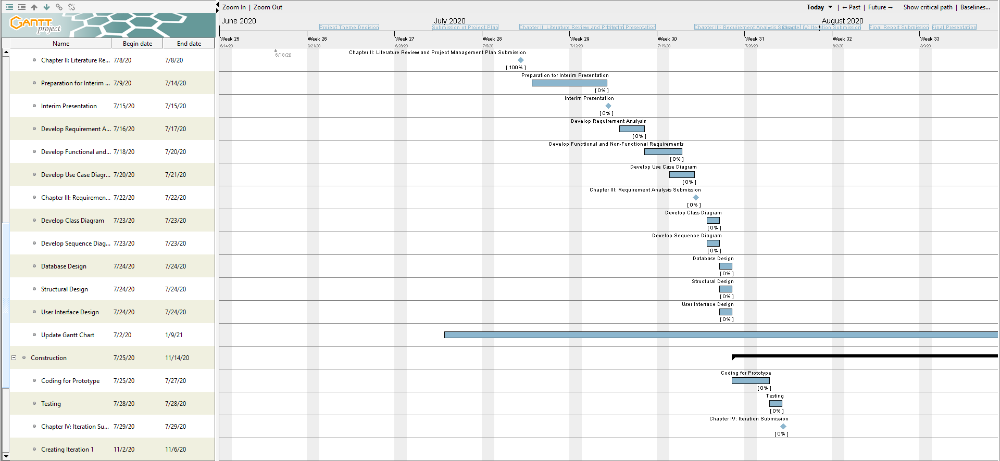 Zoom In | Zoom Out
Today | ← Past | Future → Show critical path | Baselines...
GANTT project
June 2020 July 2020 August 2020
Project Theme Decision Submission of Project Plan Chapter II: Literature Review and Interim Presentation Chapter III: Requirement Analysis Chapter IV: Iteration Submission Final Report Submission Final Presentation
Name Begin date End date
Week 25 Week 26 Week 27 Week 28 Week 29 Week 30 Week 31 Week 32 Week 33
6/14/20 6/21/20 6/28/20 7/5/20 7/12/20 7/19/20 7/26/20 8/2/20 8/9/20
6/18/20
Chapter II: Literature Re... 7/8/20 7/8/20
Chapter II: Literature Review and Project Management Plan Submission
[ 100% ]
Preparation for Interim ... 7/9/20 7/14/20
Preparation for Interim Presentation
[ 0% ]
Interim Presentation 7/15/20 7/15/20
Interim Presentation
[ 0% ]
Develop Requirement A... 7/16/20 7/17/20
Develop Requirement Analysis
[ 0% ]
Develop Functional and... 7/18/20 7/20/20
Develop Functional and Non-Functional Requirements
[ 0% ]
Develop Use Case Diagr... 7/20/20 7/21/20
Develop Use Case Diagram
[ 0% ]
Chapter III: Requiremen... 7/22/20 7/22/20
Chapter III: Requirement Analysis Submission
[ 0% ]
Develop Class Diagram 7/23/20 7/23/20
Develop Class Diagram
[ 0% ]
Develop Sequence Diag... 7/23/20 7/23/20
Develop Sequence Diagram
[ 0% ]
Database Design 7/24/20 7/24/20
Database Design
[ 0% ]
Structural Design 7/24/20 7/24/20
Structural Design
[ 0% ]
User Interface Design 7/24/20 7/24/20
User Interface Design
[ 0% ]
Update Gantt Chart 7/2/20 1/9/21
Construction 7/25/20 11/14/20
Coding for Prototype 7/25/20 7/27/20
Coding for Prototype
[ 0% ]
Testing 7/28/20 7/28/20
Testing
[ 0% ]
Chapter IV: Iteration Su... 7/29/20 7/29/20
Chapter IV: Iteration Submission
[ 0% ]
Creating Iteration 1 11/2/20 11/6/20